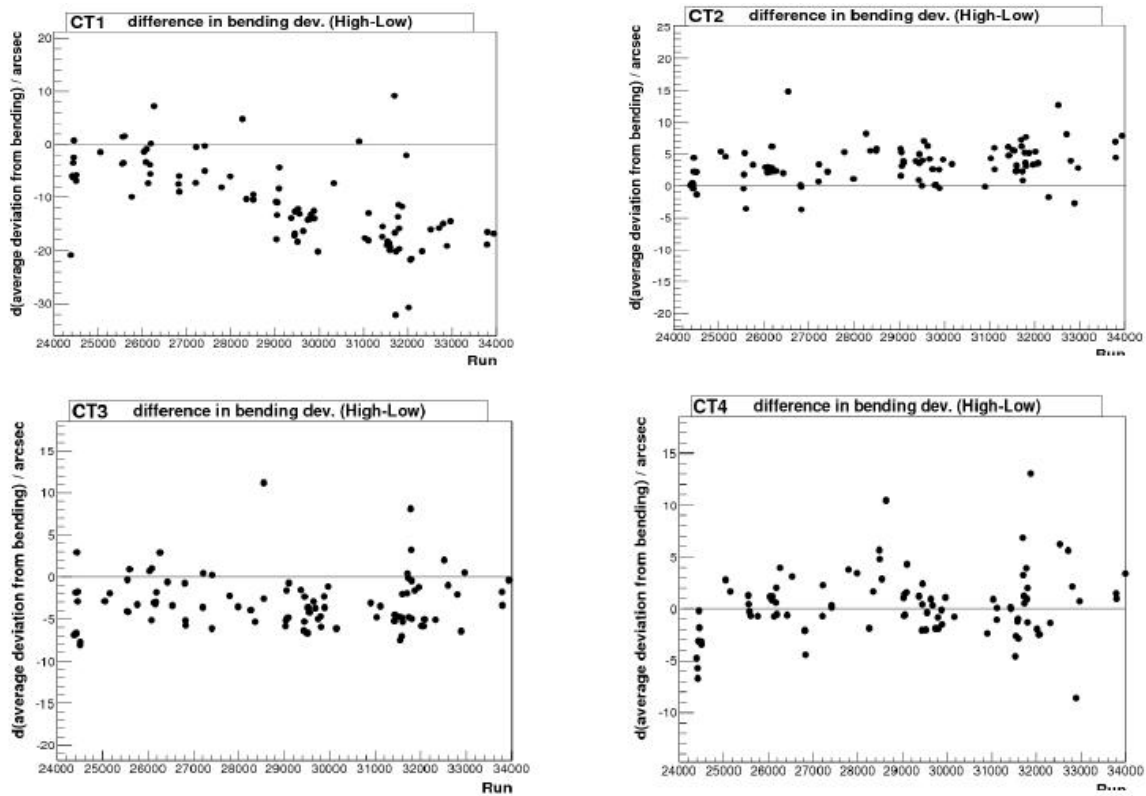 CT1 difference in bending dev. (High-Low)
d(average deviation from bending) / arcsec
20
10
0
-10
-20
-30
24000 25000 26000 27000 28000 29000 30000 31000 32000 33000 34000
Run
CT2 difference in bending dev. (High-Low)
d(average deviation from bending) / arcsec
25
20
15
10
5
0
-5
-10
-15
-20
24000 25000 26000 27000 28000 29000 30000 31000 32000 33000 34000
Run
CT3 difference in bending dev. (High-Low)
d(average deviation from bending) / arcsec
15
10
5
0
-5
-10
-15
-20
24000 25000 26000 27000 28000 29000 30000 31000 32000 33000 34000
Run
CT4 difference in bending dev. (High-Low)
d(average deviation from bending) / arcsec
15
10
5
0
-5
-10
24000 25000 26000 27000 28000 29000 30000 31000 32000 33000 34000
Run